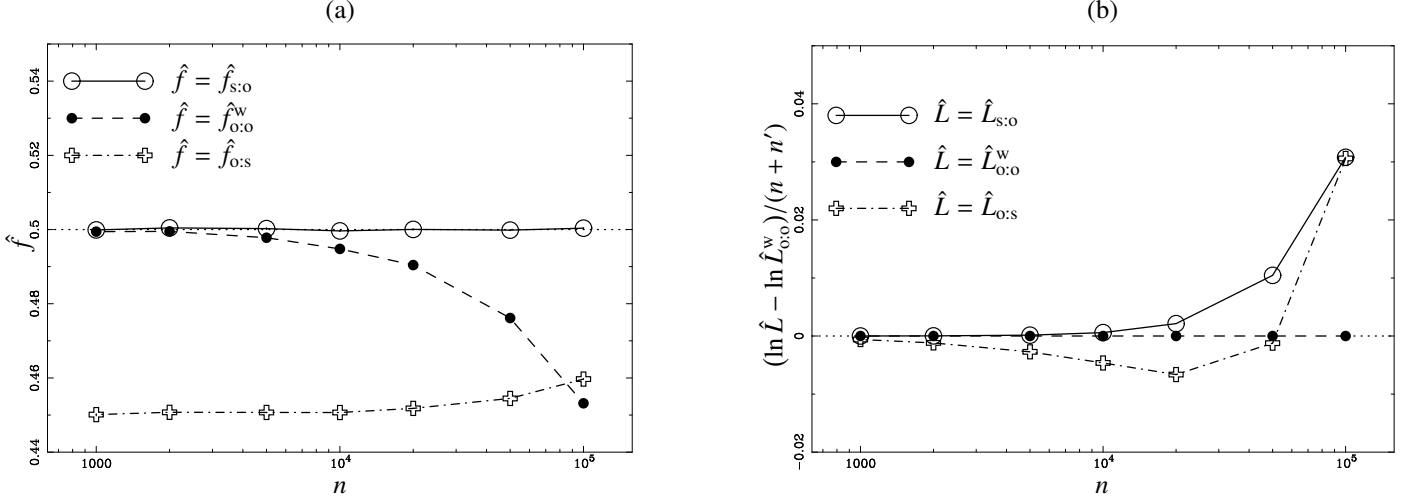 (a)
0.54
0.52
0.5
0.48
0.46
0.44
f̂
f̂ = f̂ₛ:ₒ
f̂ = f̂ʷₒ:ₒ
f̂ = f̂ₒ:ₛ
1000
10⁴
10⁵
n
(b)
0.04
0.02
0
−0.02
(ln L̂ − ln L̂ʷₒ:ₒ)/(n + n′)
L̂ = L̂ₛ:ₒ
L̂ = L̂ʷₒ:ₒ
L̂ = L̂ₒ:ₛ
1000
10⁴
10⁵
n